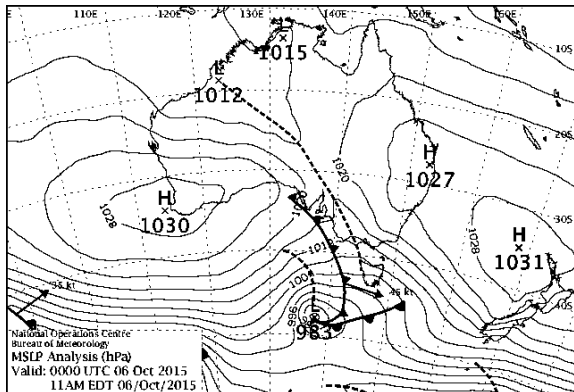 110E 120E 130E 140E 150E 160E
L
1015
L
1012
H
1027
1020
H
1030
1028
H
1031
1028
983
45 kt
35 kt
20S
30S
40S
National Operations Centre
Bureau of Meteorology
MSLP Analysis (hPa)
Valid: 0000 UTC 06 Oct 2015
11AM EDT 06/Oct/2015